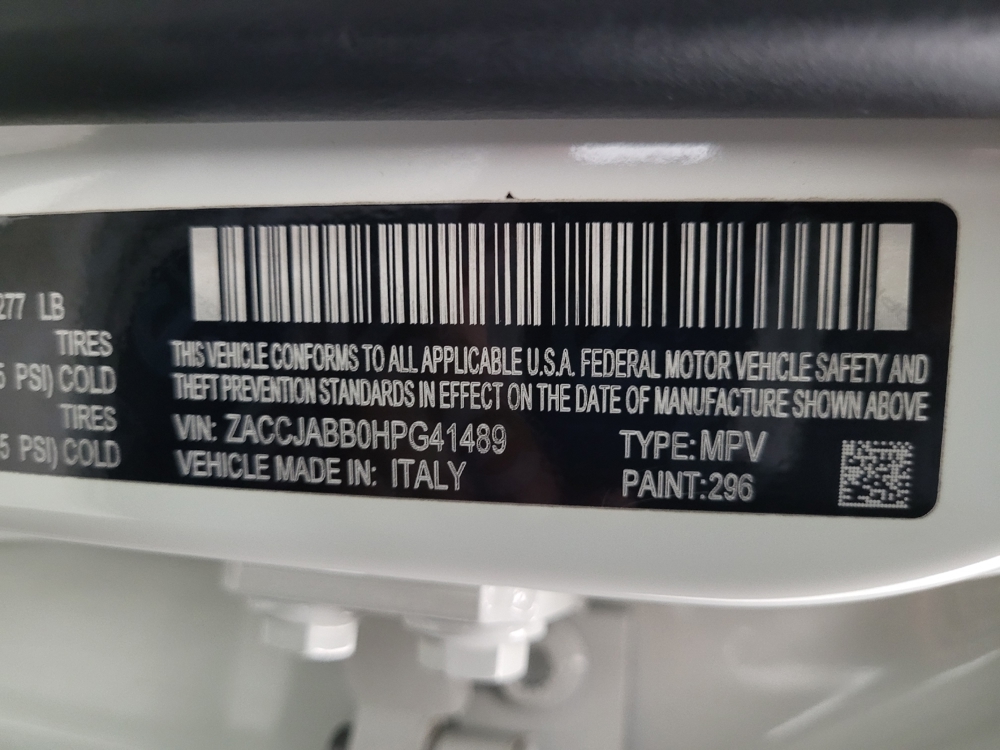 277 LB
TIRES
5 PSI) COLD
TIRES
5 PSI) COLD
THIS VEHICLE CONFORMS TO ALL APPLICABLE U.S.A. FEDERAL MOTOR VEHICLE SAFETY AND
THEFT PREVENTION STANDARDS IN EFFECT ON THE DATE OF MANUFACTURE SHOWN ABOVE
VIN: ZACCJABB0HPG41489
TYPE: MPV
VEHICLE MADE IN: ITALY
PAINT: 296